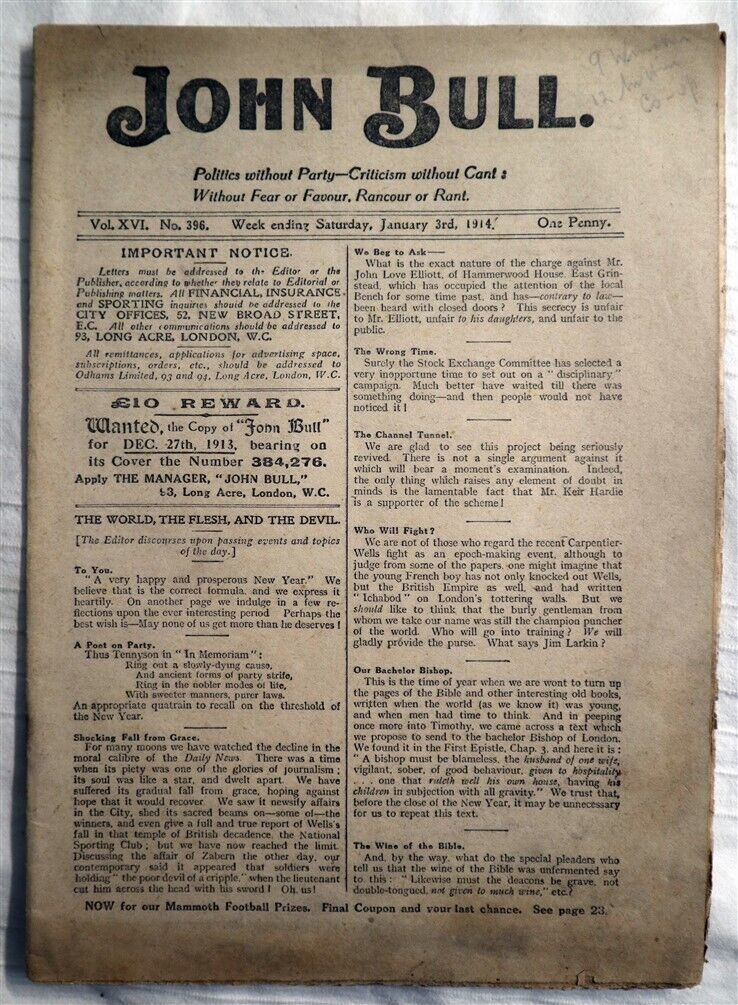 JOHN BULL.
Politics without Party—Criticism without Cant:
Without Fear or Favour, Rancour or Rant.
Vol. XVI. No. 396. Week ending Saturday, January 3rd, 1914. One Penny.
IMPORTANT NOTICE.
Letters must be addressed to the Editor or the
Publisher, according to whether they relate to Editorial or
Publishing matters. All FINANCIAL, INSURANCE
and SPORTING inquiries should be addressed to the
CITY OFFICES, 52, NEW BROAD STREET,
E.C. All other communications should be addressed to
93, LONG ACRE, LONDON, W.C.
All remittances, applications for advertising space,
subscriptions, orders, etc., should be addressed to
Odhams Limited, 93 and 94, Long Acre, London, W.C.
£10 REWARD.
Wanted, the Copy of "John Bull"
for DEC. 27th, 1913, bearing on
its Cover the Number 384,276.
Apply THE MANAGER, "JOHN BULL,"
93, Long Acre, London, W.C.
THE WORLD, THE FLESH, AND THE DEVIL.
[The Editor discourses upon passing events and topics
of the day.]
To You.
"A very happy and prosperous New Year." We
believe that is the correct formula, and we express it
heartily. On another page we indulge in a few re-
flections upon the ever interesting period Perhaps the
best wish is—May none of us get more than he deserves!
A Poet on Party.
Thus Tennyson in "In Memoriam":
Ring out a slowly-dying cause,
And ancient forms of party strife,
Ring in the nobler modes of life,
With sweeter manners, purer laws.
An appropriate quatrain to recall on the threshold of
the New Year.
Shocking Fall from Grace.
For many moons we have watched the decline in the
moral calibre of the Daily News. There was a time
when its piety was one of the glories of journalism;
its soul was like a star, and dwelt apart. We have
suffered its gradual fall from grace, hoping against
hope that it would recover. We saw it newsify affairs
in the City, shed its sacred beams on—some of—the
winners, and even give a full and true report of Wells's
fall in that temple of British decadence, the National
Sporting Club; but we have now reached the limit.
Discussing the affair of Zabern the other day, our
contemporary said it appeared that soldiers were
holding "the poor devil of a cripple," when the lieutenant
cut him across the head with his sword! Oh, us!
We Beg to Ask—
What is the exact nature of the charge against Mr.
John Love Elliott, of Hammerwood House, East Grin-
stead, which has occupied the attention of the local
Bench for some time past, and has—contrary to law—
been heard with closed doors? This secrecy is unfair
to Mr. Elliott, unfair to his daughters, and unfair to the
public.
The Wrong Time.
Surely the Stock Exchange Committee has selected a
very inopportune time to set out on a "disciplinary"
campaign. Much better have waited till there was
something doing—and then people would not have
noticed it!
The Channel Tunnel.
We are glad to see this project being seriously
revived. There is not a single argument against it
which will bear a moment's examination. Indeed,
the only thing which raises any element of doubt in
minds is the lamentable fact that Mr. Keir Hardie
is a supporter of the scheme!
Who Will Fight?
We are not of those who regard the recent Carpentier-
Wells fight as an epoch-making event, although to
judge from some of the papers, one might imagine that
the young French boy has not only knocked out Wells,
but the British Empire as well, and had written
"Ichabod" on London's tottering walls. But we
should like to think that the burly gentleman from
whom we take our name was still the champion puncher
of the world. Who will go into training? We will
gladly provide the purse. What says Jim Larkin?
Our Bachelor Bishop.
This is the time of year when we are wont to turn up
the pages of the Bible and other interesting old books,
written when the world (as we know it) was young,
and when men had time to think. And in peeping
once more into Timothy, we came across a text which
we propose to send to the bachelor Bishop of London.
We found it in the First Epistle, Chap. 3, and here it is:
"A bishop must be blameless, the husband of one wife,
vigilant, sober, of good behaviour, given to hospitality
. . . . one that ruleth well his own house, having his
children in subjection with all gravity." We trust that,
before the close of the New Year, it may be unnecessary
for us to repeat this text.
The Wine of the Bible.
And, by the way, what do the special pleaders who
tell us that the wine of the Bible was unfermented say
to this: "Likewise must the deacons be grave, not
double-tongued, not given to much wine," etc.?
NOW for our Mammoth Football Prizes. Final Coupon and your last chance. See page 23.